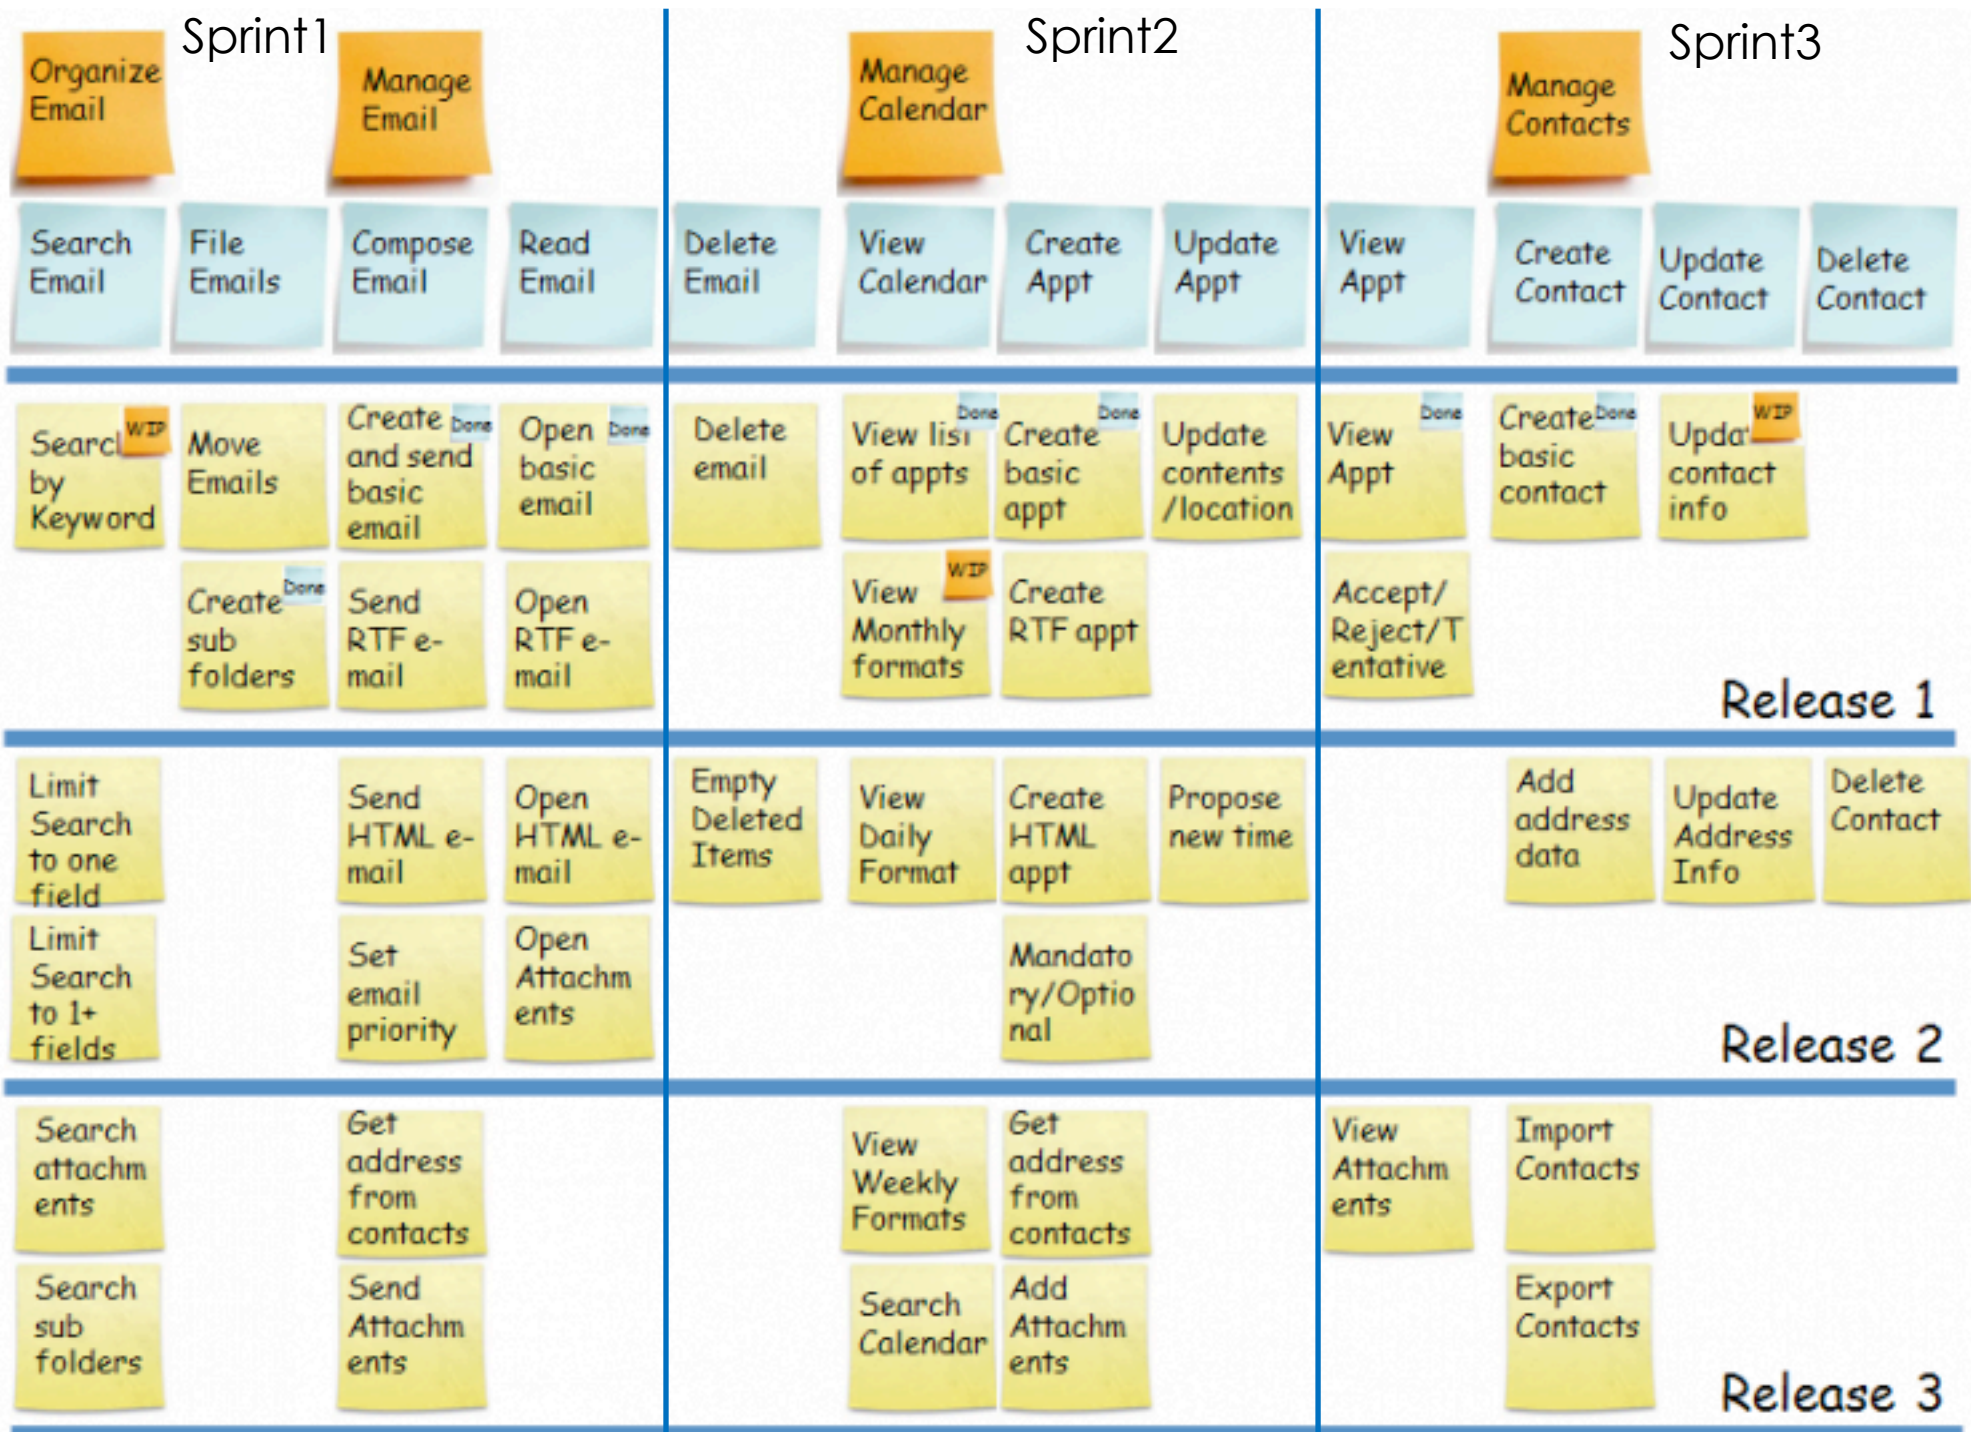 Sprint1
Sprint2
Sprint3
Organize
Email
Manage
Email
Manage
Calendar
Manage
Contacts
Search
Email
File
Emails
Compose
Email
Read
Email
Delete
Email
View
Calendar
Create
Appt
Update
Appt
View
Appt
Create
Contact
Update
Contact
Delete
Contact
WIP
by
Keyword
Move
Emails
Create Done
and send
basic
email
Open Done
basic
email
Delete
email
Done
View list
of appts
Done
Create
basic
appt
Update
contents
/location
Done
View
Appt
Create Done
basic
contact
WIP
contact
info
Create Done
sub
folders
Send
RTF e-
mail
Open
RTF e-
mail
WIP
View
Monthly
formats
Create
RTF appt
Accept/
Reject/T
entative
Release 1
Limit
Search
to one
field
Send
HTML e-
mail
Open
HTML e-
mail
Empty
Deleted
Items
View
Daily
Format
Create
HTML
appt
Propose
new time
Add
address
data
Update
Address
Info
Delete
Contact
Limit
Search
to 1+
fields
Set
email
priority
Open
Attachm
ents
Mandato
ry/Optio
nal
Release 2
Search
attachm
ents
Get
address
from
contacts
View
Weekly
Formats
Get
address
from
contacts
View
Attachm
ents
Import
Contacts
Search
sub
folders
Send
Attachm
ents
Search
Calendar
Add
Attachm
ents
Export
Contacts
Release 3